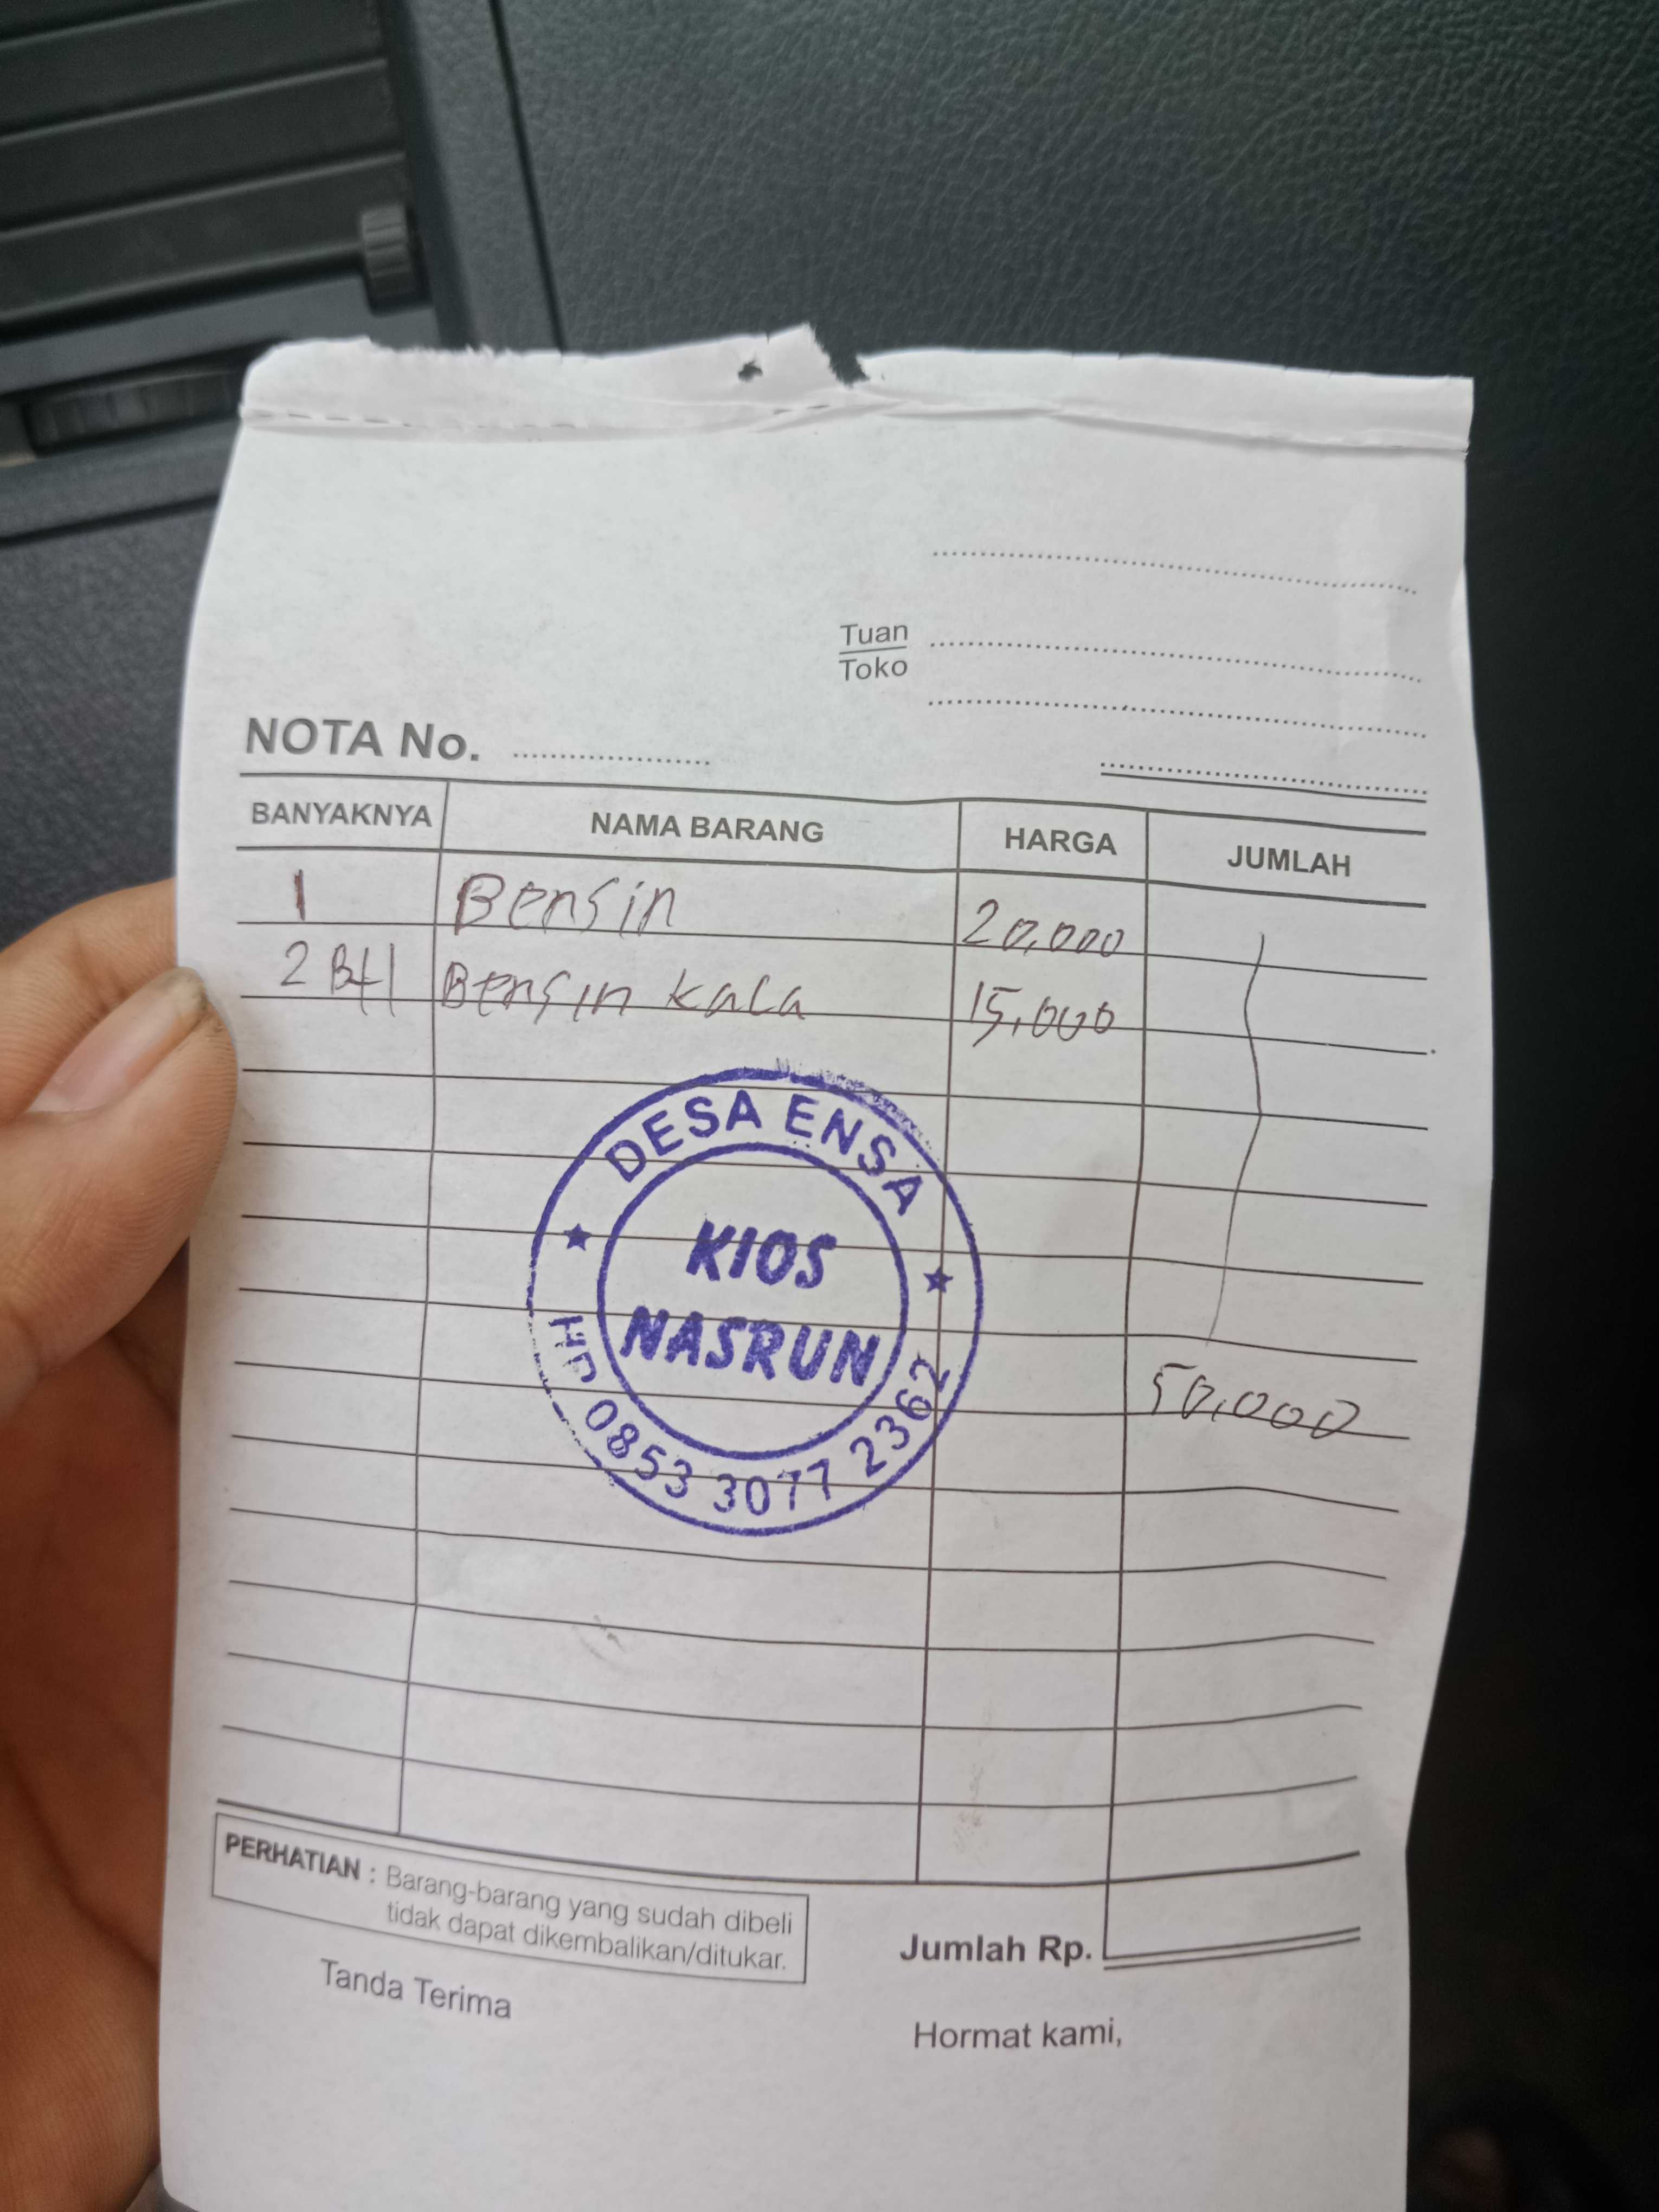 Tuan
Toko
NOTA No.
BANYAKNYA NAMA BARANG HARGA JUMLAH
1 Bensin 20,000
2 Btl Bensin kala 15,000
DESA ENSA
KIOS
NASRUN
HP 0853 3077 2362
50,000
PERHATIAN : Barang-barang yang sudah dibeli
tidak dapat dikembalikan/ditukar.
Jumlah Rp.
Tanda Terima
Hormat kami,